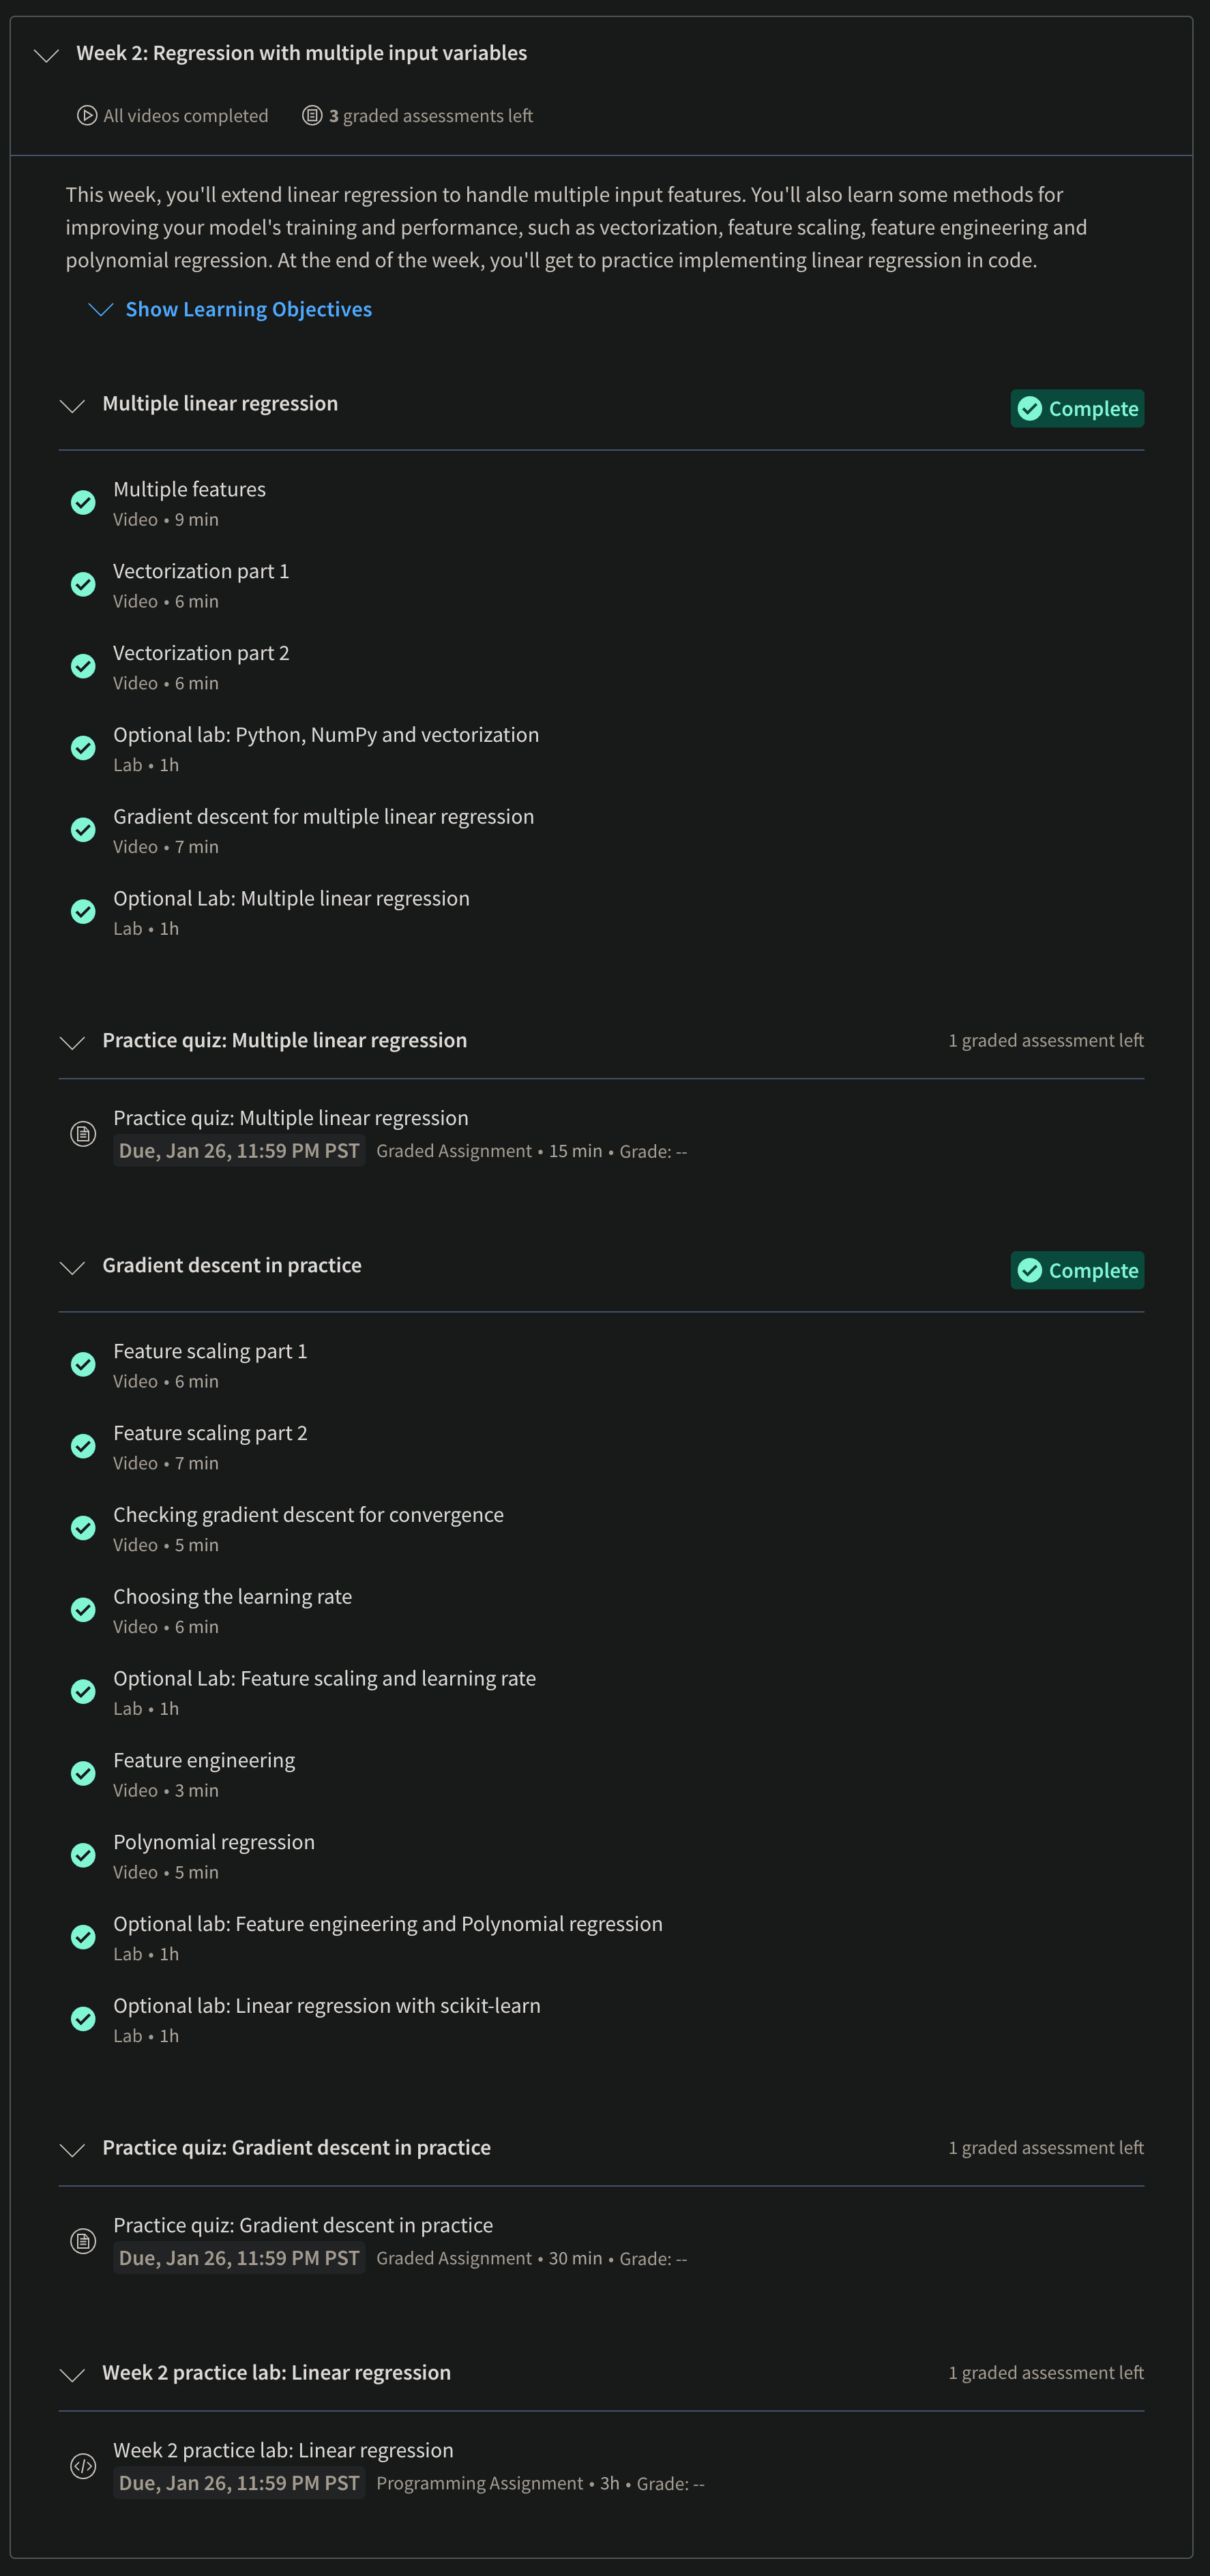 Week 2: Regression with multiple input variables
All videos completed 3 graded assessments left
This week, you'll extend linear regression to handle multiple input features. You'll also learn some methods for
improving your model's training and performance, such as vectorization, feature scaling, feature engineering and
polynomial regression. At the end of the week, you'll get to practice implementing linear regression in code.
Show Learning Objectives
Multiple linear regression Complete
Multiple features
Video • 9 min
Vectorization part 1
Video • 6 min
Vectorization part 2
Video • 6 min
Optional lab: Python, NumPy and vectorization
Lab • 1h
Gradient descent for multiple linear regression
Video • 7 min
Optional Lab: Multiple linear regression
Lab • 1h
Practice quiz: Multiple linear regression 1 graded assessment left
Practice quiz: Multiple linear regression
Due, Jan 26, 11:59 PM PST Graded Assignment • 15 min • Grade: --
Gradient descent in practice Complete
Feature scaling part 1
Video • 6 min
Feature scaling part 2
Video • 7 min
Checking gradient descent for convergence
Video • 5 min
Choosing the learning rate
Video • 6 min
Optional Lab: Feature scaling and learning rate
Lab • 1h
Feature engineering
Video • 3 min
Polynomial regression
Video • 5 min
Optional lab: Feature engineering and Polynomial regression
Lab • 1h
Optional lab: Linear regression with scikit-learn
Lab • 1h
Practice quiz: Gradient descent in practice 1 graded assessment left
Practice quiz: Gradient descent in practice
Due, Jan 26, 11:59 PM PST Graded Assignment • 30 min • Grade: --
Week 2 practice lab: Linear regression 1 graded assessment left
Week 2 practice lab: Linear regression
Due, Jan 26, 11:59 PM PST Programming Assignment • 3h • Grade: --